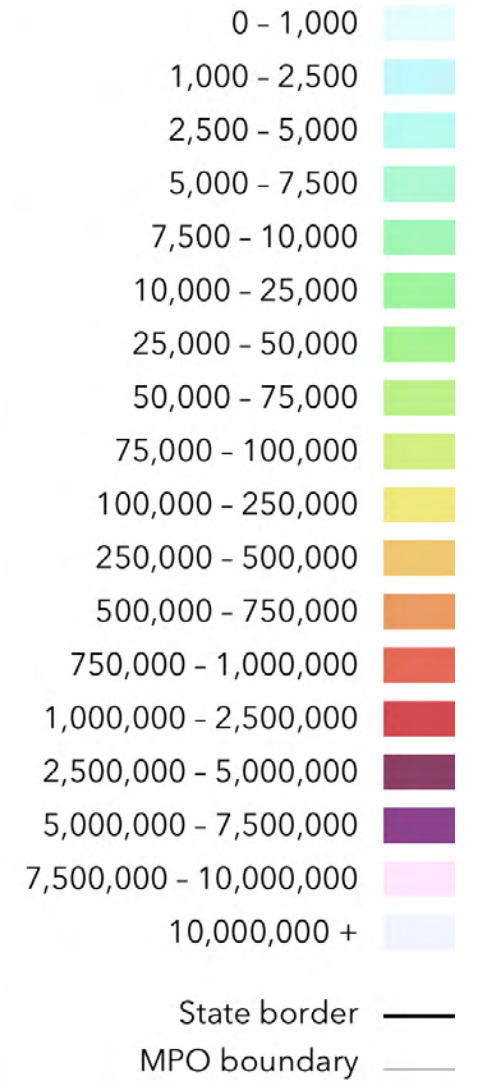 0 – 1,000
1,000 – 2,500
2,500 – 5,000
5,000 – 7,500
7,500 – 10,000
10,000 – 25,000
25,000 – 50,000
50,000 – 75,000
75,000 – 100,000
100,000 – 250,000
250,000 – 500,000
500,000 – 750,000
750,000 – 1,000,000
1,000,000 – 2,500,000
2,500,000 – 5,000,000
5,000,000 – 7,500,000
7,500,000 – 10,000,000
10,000,000 +
State border
MPO boundary